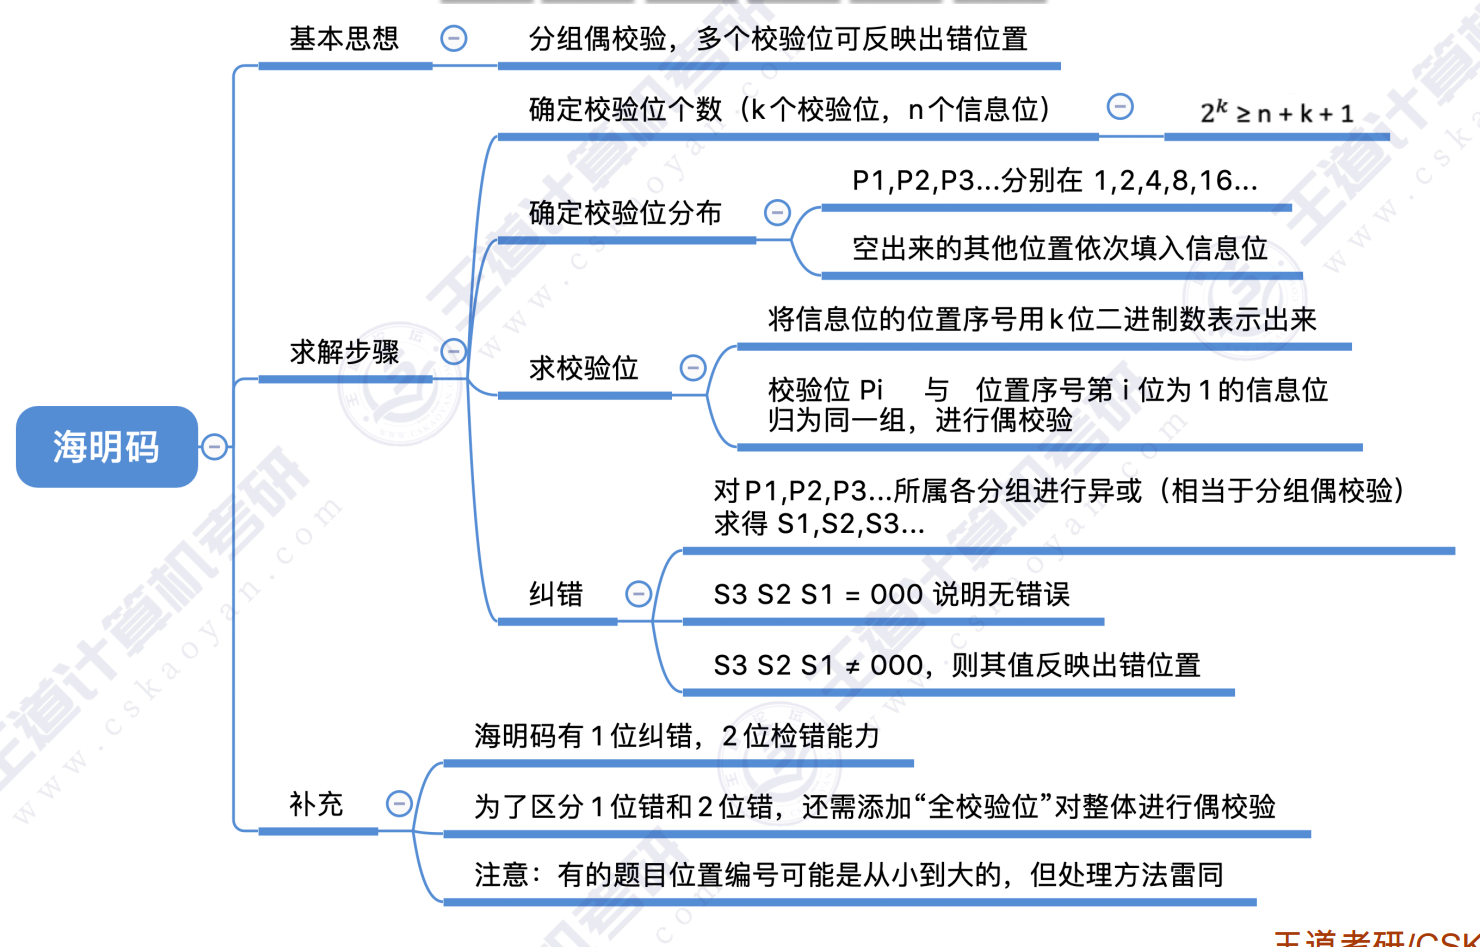 基本思想
分组偶校验，多个校验位可反映出错位置
确定校验位个数（k个校验位，n个信息位）
2^k ≥ n + k + 1
P1,P2,P3...分别在 1,2,4,8,16...
确定校验位分布
空出来的其他位置依次填入信息位
将信息位的位置序号用k位二进制数表示出来
求解步骤
求校验位
校验位 Pi 与 位置序号第 i 位为 1 的信息位
归为同一组，进行偶校验
海明码
对P1,P2,P3...所属各分组进行异或（相当于分组偶校验）
求得 S1,S2,S3...
纠错
S3 S2 S1 = 000 说明无错误
S3 S2 S1 ≠ 000，则其值反映出错位置
海明码有1位纠错，2位检错能力
补充
为了区分1位错和2位错，还需添加“全校验位”对整体进行偶校验
注意：有的题目位置编号可能是从小到大的，但处理方法雷同
王道计算机考研
www.cskaoyan.com
王道考研/CSK